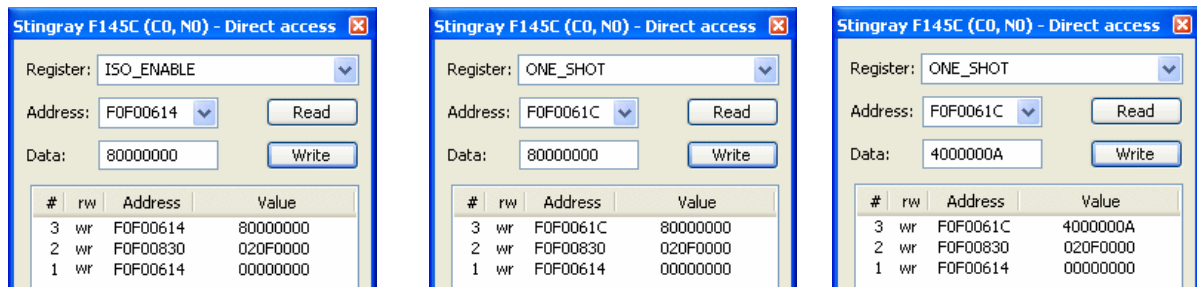 Stingray F145C (C0, N0) - Direct access
Register: ISO_ENABLE
Address: F0F00614 Read
Data: 80000000 Write
# rw Address Value
3 wr F0F00614 80000000
2 wr F0F00830 020F0000
1 wr F0F00614 00000000
Stingray F145C (C0, N0) - Direct access
Register: ONE_SHOT
Address: F0F0061C Read
Data: 80000000 Write
# rw Address Value
3 wr F0F0061C 80000000
2 wr F0F00830 020F0000
1 wr F0F00614 00000000
Stingray F145C (C0, N0) - Direct access
Register: ONE_SHOT
Address: F0F0061C Read
Data: 4000000A Write
# rw Address Value
3 wr F0F0061C 4000000A
2 wr F0F00830 020F0000
1 wr F0F00614 00000000